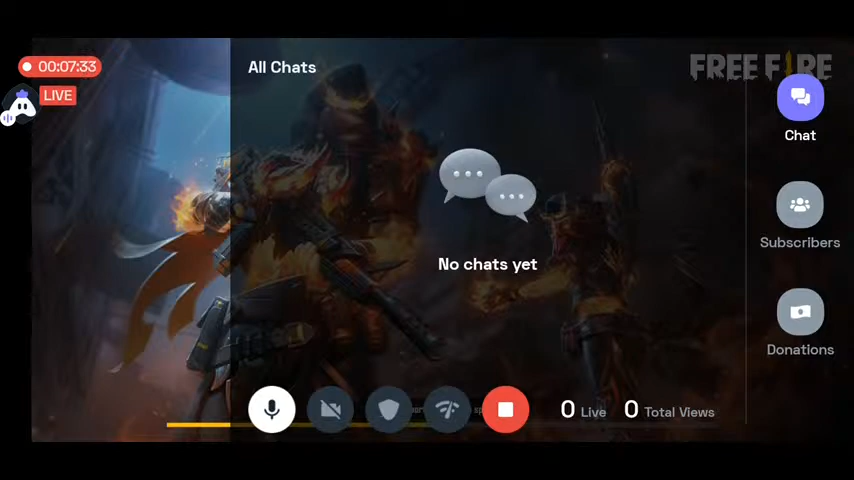 00:07:33
LIVE
All Chats
FREE FIRE
Chat
Subscribers
No chats yet
Donations
0 Live 0 Total Views